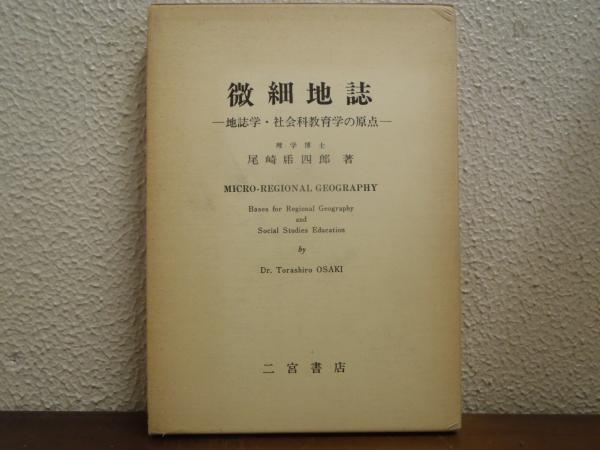 微細地誌
―地誌学・社会科教育学の原点―
理学博士
尾崎乕四郎 著
MICRO-REGIONAL GEOGRAPHY
Bases for Regional Geography
and
Social Studies Education
by
Dr. Torashiro OSAKI
二宮書店